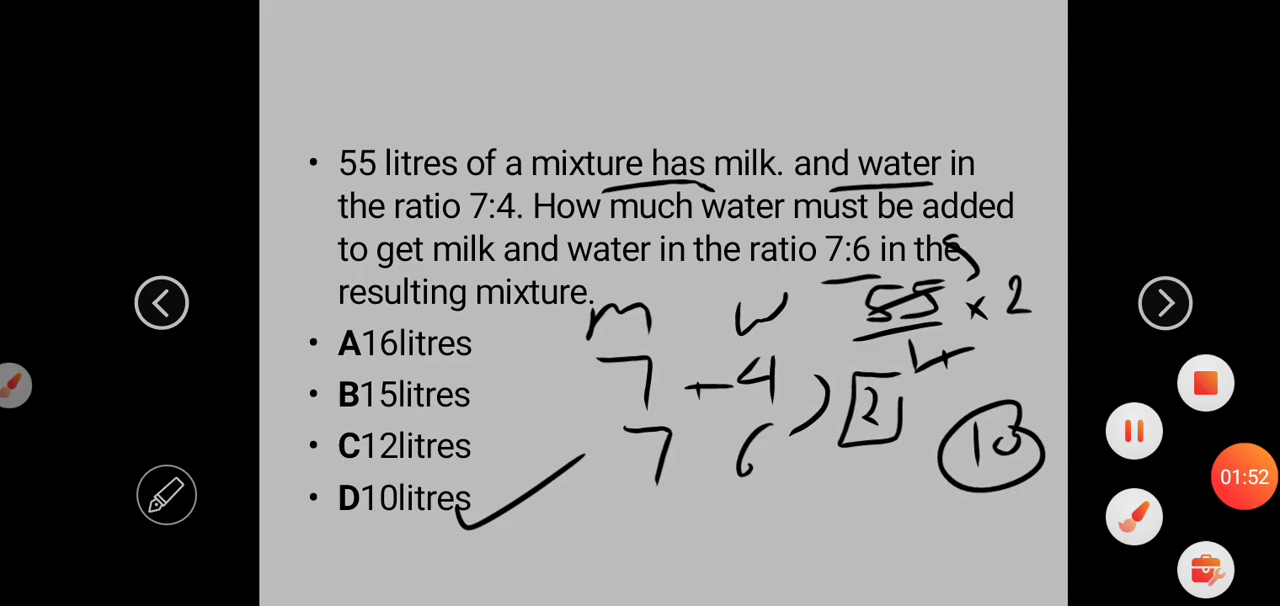 • 55 litres of a mixture has milk. and water in
the ratio 7:4. How much water must be added
to get milk and water in the ratio 7:6 in the
resulting mixture.
• A16litres
• B15litres
• C12litres
• D10litres
m w
7 - 4
7 6
2
5
55 × 2
10
01:52